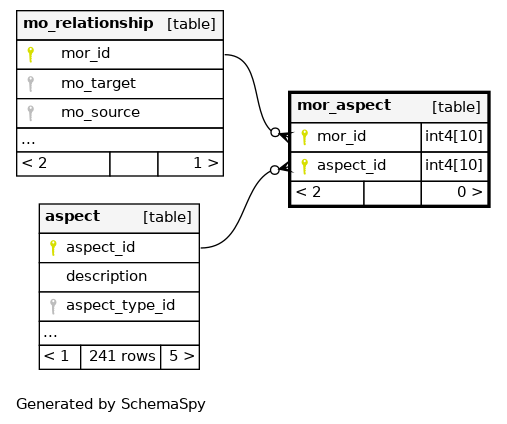 mo_relationship [table]
mor_id
mo_target
mo_source
...
< 2 1 >
mor_aspect [table]
mor_id int4[10]
aspect_id int4[10]
< 2 0 >
aspect [table]
aspect_id
description
aspect_type_id
...
< 1 241 rows 5 >
Generated by SchemaSpy